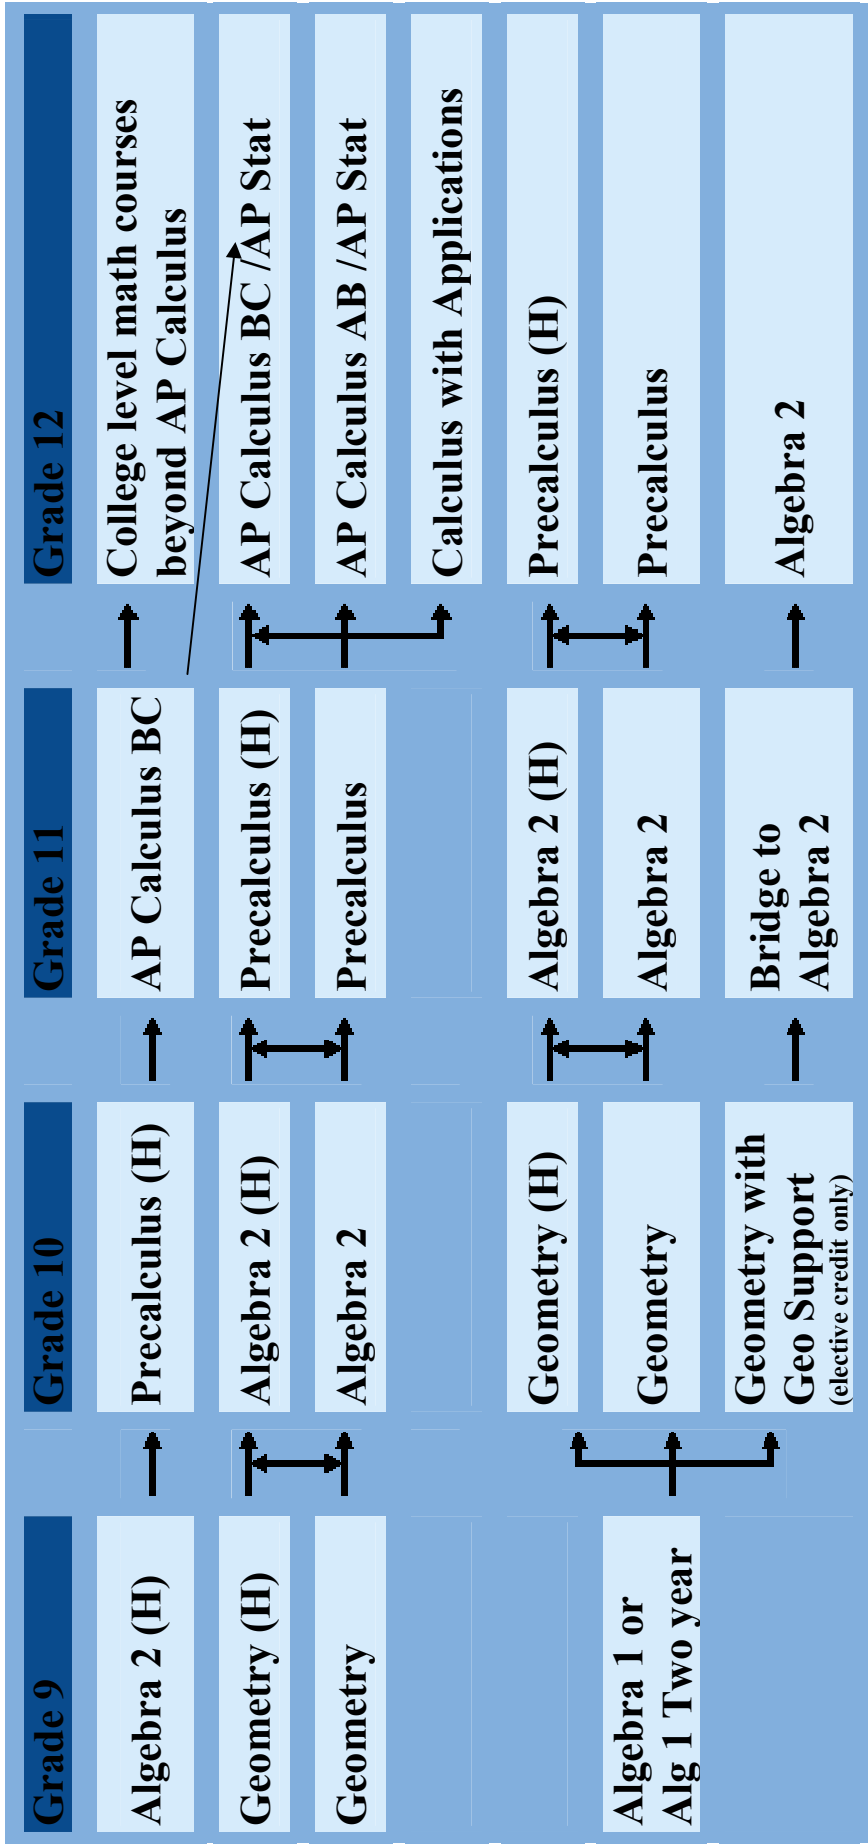 Grade 9
Grade 10
Grade 11
Grade 12
Algebra 2 (H)
Precalculus (H)
AP Calculus BC
College level math courses
beyond AP Calculus
Geometry (H)
Algebra 2 (H)
Precalculus (H)
AP Calculus BC /AP Stat
Geometry
Algebra 2
Precalculus
AP Calculus AB /AP Stat
Calculus with Applications
Geometry (H)
Algebra 2 (H)
Precalculus (H)
Algebra 1 or
Alg 1 Two year
Geometry
Algebra 2
Precalculus
Geometry with
Geo Support
(elective credit only)
Bridge to
Algebra 2
Algebra 2